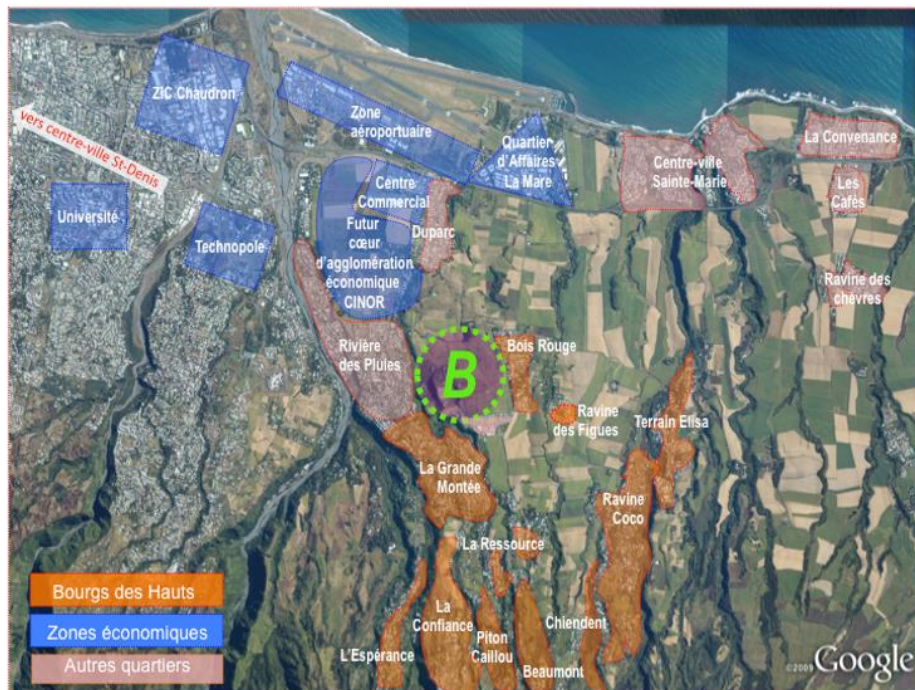 ZIC Chaudron
vers centre-ville St-Denis
Zone
aéroportuaire
Quartier
d'Affaires
La Mare
Centre-ville
Sainte-Marie
La Convenance
Les
Cafés
Ravine des
chèvres
Université
Technopole
Centre
Commercial
Duparc
Futur
cœur
d'agglomération
économique
CINOR
Rivière
des Pluies
B
Bois Rouge
Ravine
des Figues
Terrain Elisa
La Grande
Montée
Ravine
Coco
La Ressource
La
Confiance
Piton
Caillou
Chiendent
L'Espérance
Beaumont
Bourgs des Hauts
Zones économiques
Autres quartiers
©2009 Google